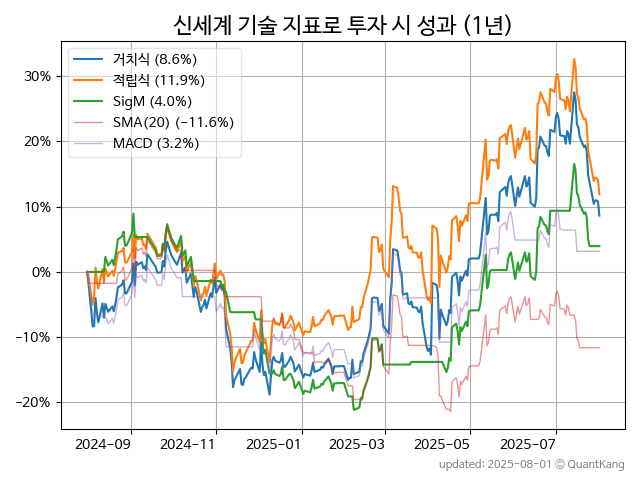 신세계 기술 지표로 투자 시 성과 (1년)
거치식 (8.6%)
적립식 (11.9%)
SigM (4.0%)
SMA(20) (−11.6%)
MACD (3.2%)
30%
20%
10%
0%
−10%
−20%
2024-09 2024-11 2025-01 2025-03 2025-05 2025-07
updated: 2025-08-01 © QuantKang